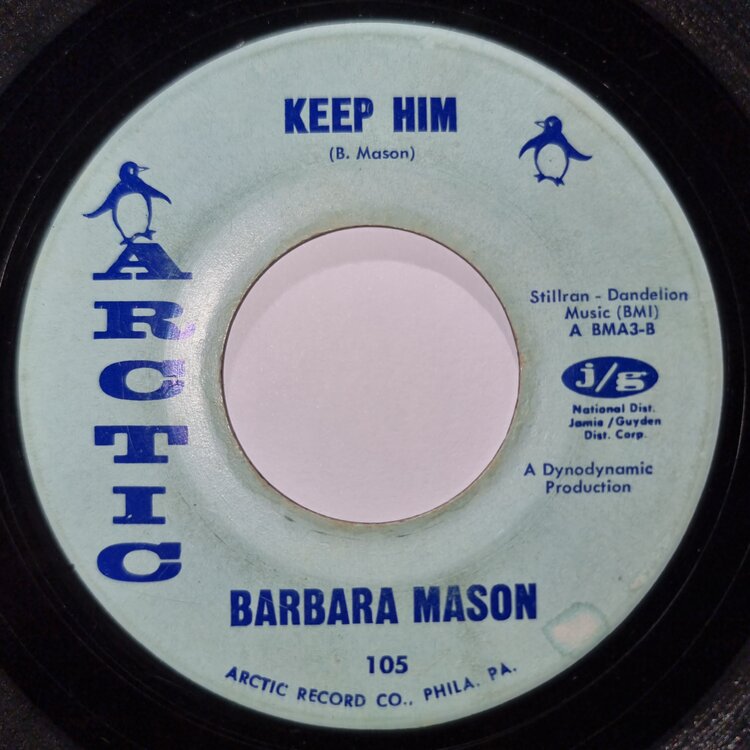 KEEP HIM
(B. Mason)
ARCTIC
Stillran - Dandelion
Music (BMI)
A BMA3-B
j/g
National Dist.
Jamie/Guyden
Dist. Corp.
A Dynodynamic
Production
BARBARA MASON
105
ARCTIC RECORD CO., PHILA. PA.